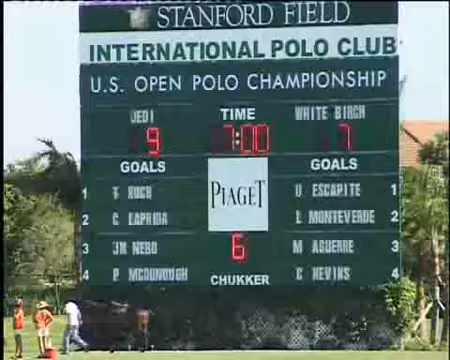 STANFORD FIELD
INTERNATIONAL POLO CLUB
U.S. OPEN POLO CHAMPIONSHIP
JEDI TIME WHITE BIRCH
9 7:00 7
GOALS GOALS
PIAGET
1 U ESCAPITE 1
2 C LAPRIDA L MONTEVERDE 2
3 JM NERO M AGUERRE 3
6
4 P MCDONOUGH C NEVINS 4
CHUKKER